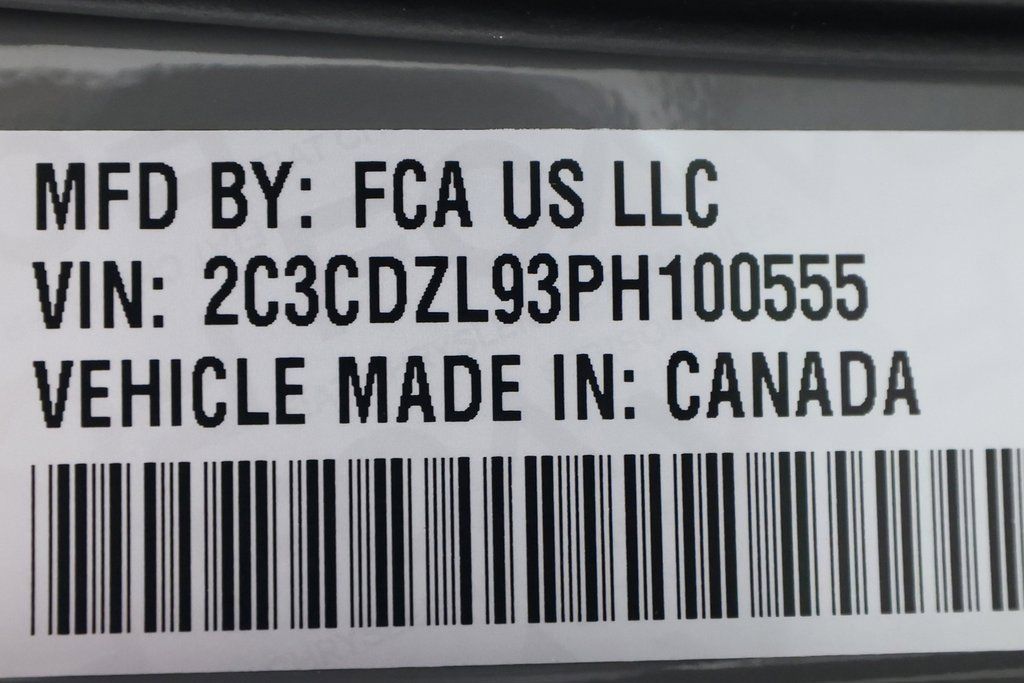 MFD BY: FCA US LLC
VIN: 2C3CDZL93PH100555
VEHICLE MADE IN: CANADA